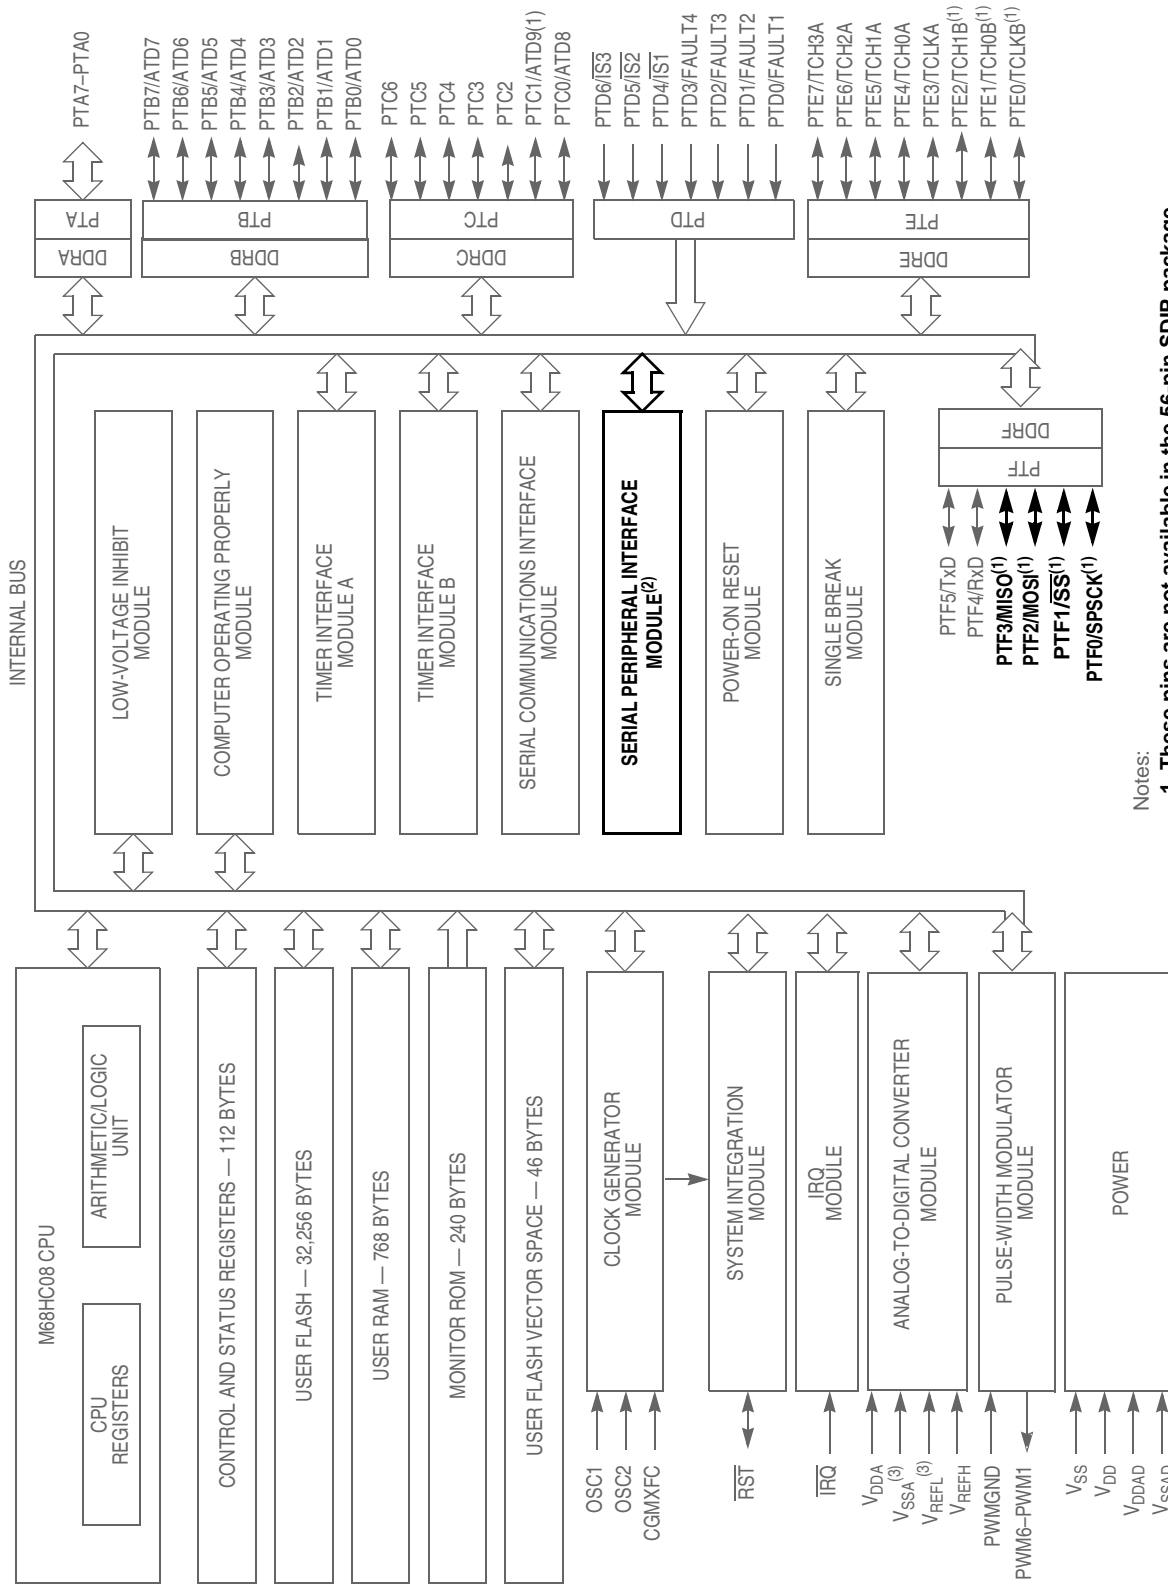 INTERNAL BUS
M68HC08 CPU
CPU
REGISTERS
ARITHMETIC/LOGIC
UNIT
CONTROL AND STATUS REGISTERS — 112 BYTES
USER FLASH — 32,256 BYTES
USER RAM — 768 BYTES
MONITOR ROM — 240 BYTES
USER FLASH VECTOR SPACE — 46 BYTES
OSC1
OSC2
CGMXFC
CLOCK GENERATOR
MODULE
RST
SYSTEM INTEGRATION
MODULE
IRQ
IRQ
MODULE
VDDA
VSSA(3)
VREFL(3)
VREFH
ANALOG-TO-DIGITAL CONVERTER
MODULE
PWMGND
PWM6–PWM1
PULSE-WIDTH MODULATOR
MODULE
VSS
VDD
VDDAD
VSSAD
POWER
LOW-VOLTAGE INHIBIT
MODULE
COMPUTER OPERATING PROPERLY
MODULE
TIMER INTERFACE
MODULE A
TIMER INTERFACE
MODULE B
SERIAL COMMUNICATIONS INTERFACE
MODULE
SERIAL PERIPHERAL INTERFACE
MODULE(2)
POWER-ON RESET
MODULE
SINGLE BREAK
MODULE
DDRA
PTA
PTA7–PTA0
DDRB
PTB
PTB7/ATD7
PTB6/ATD6
PTB5/ATD5
PTB4/ATD4
PTB3/ATD3
PTB2/ATD2
PTB1/ATD1
PTB0/ATD0
DDRC
PTC
PTC6
PTC5
PTC4
PTC3
PTC2
PTC1/ATD9(1)
PTC0/ATD8
PTD
PTD6/IS3
PTD5/IS2
PTD4/IS1
PTD3/FAULT4
PTD2/FAULT3
PTD1/FAULT2
PTD0/FAULT1
DDRE
PTE
PTE7/TCH3A
PTE6/TCH2A
PTE5/TCH1A
PTE4/TCH0A
PTE3/TCLKA
PTE2/TCH1B(1)
PTE1/TCH0B(1)
PTE0/TCLKB(1)
DDRF
PTF
PTF5/TxD
PTF4/RxD
PTF3/MISO(1)
PTF2/MOSI(1)
PTF1/SS(1)
PTF0/SPSCK(1)
Notes:
1. These pins are not available in the 56-pin SDIP package